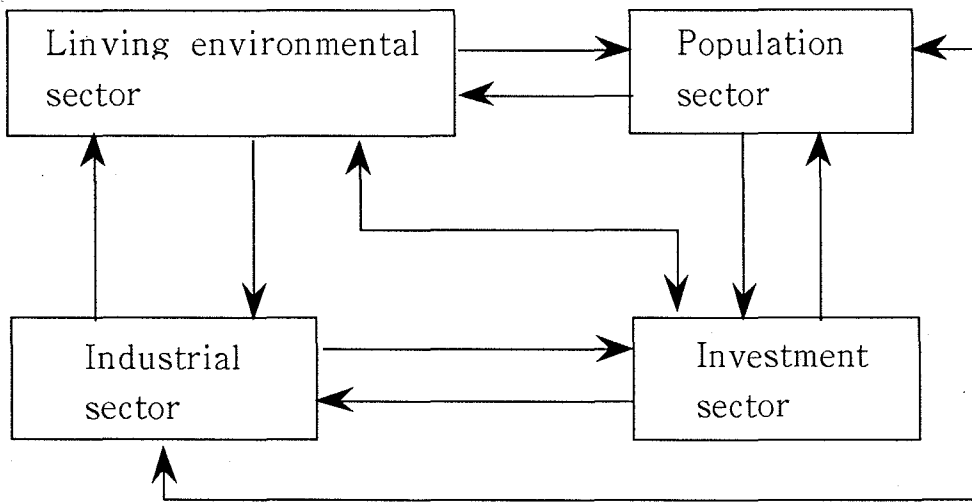 Linving environmental
sector
Population
sector
Industrial
sector
Investment
sector